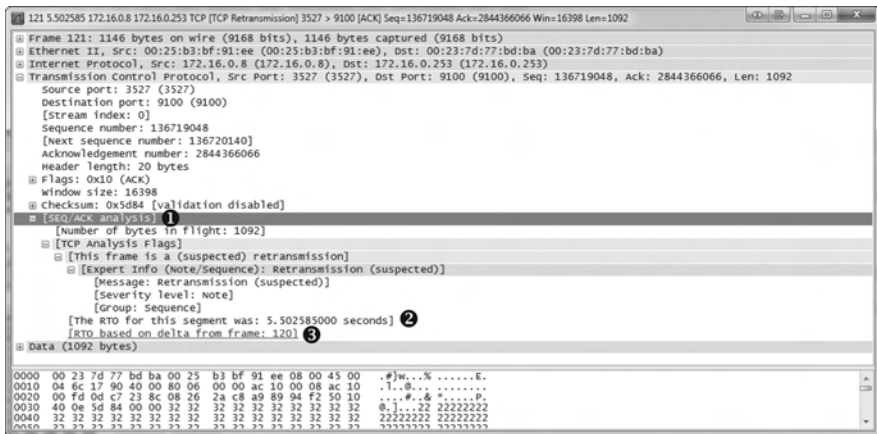 121 5.502585 172.16.0.8 172.16.0.253 TCP [TCP Retransmission] 3527 > 9100 [ACK] Seq=136719048 Ack=2844366066 Win=16398 Len=1092
Frame 121: 1146 bytes on wire (9168 bits), 1146 bytes captured (9168 bits)
Ethernet II, Src: 00:25:b3:bf:91:ee (00:25:b3:bf:91:ee), Dst: 00:23:7d:77:bd:ba (00:23:7d:77:bd:ba)
Internet Protocol, Src: 172.16.0.8 (172.16.0.8), Dst: 172.16.0.253 (172.16.0.253)
Transmission Control Protocol, Src Port: 3527 (3527), Dst Port: 9100 (9100), Seq: 136719048, Ack: 2844366066, Len: 1092
Source port: 3527 (3527)
Destination port: 9100 (9100)
[Stream index: 0]
Sequence number: 136719048
[Next sequence number: 136720140]
Acknowledgement number: 2844366066
Header length: 20 bytes
Flags: 0x10 (ACK)
Window size: 16398
Checksum: 0x5d84 [validation disabled]
[SEQ/ACK analysis] 1
[Number of bytes in flight: 1092]
[TCP Analysis Flags]
[This frame is a (suspected) retransmission]
[Expert Info (Note/Sequence): Retransmission (suspected)]
[Message: Retransmission (suspected)]
[Severity level: Note]
[Group: Sequence]
[The RTO for this segment was: 5.502585000 seconds] 2
[RTO based on delta from frame: 120] 3
Data (1092 bytes)
0000 00 23 7d 77 bd ba 00 25 b3 bf 91 ee 08 00 45 00 .#}w...% ......E.
0010 04 6c 17 90 40 00 80 06 00 00 ac 10 00 08 ac 10 .l..@... ........
0020 00 fd 0d c7 23 8c 08 26 2a c8 a9 89 94 f2 50 10 ....#..& *.....P.
0030 40 0e 5d 84 00 00 32 32 32 32 32 32 32 32 32 32 @.]...22 22222222
0040 32 32 32 32 32 32 32 32 32 32 32 32 32 32 32 32 22222222 22222222